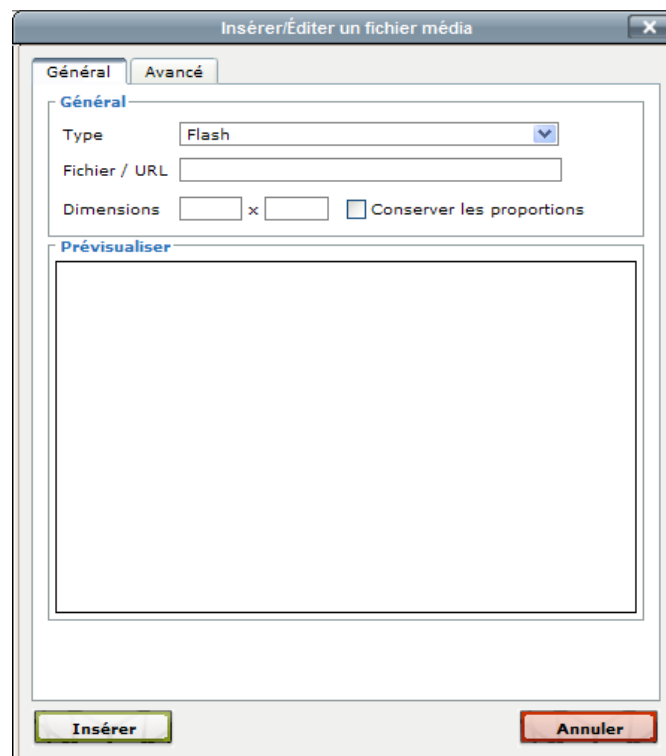 Insérer/Éditer un fichier média
Général Avancé
Général
Type Flash
Fichier / URL
Dimensions x Conserver les proportions
Prévisualiser
Insérer Annuler